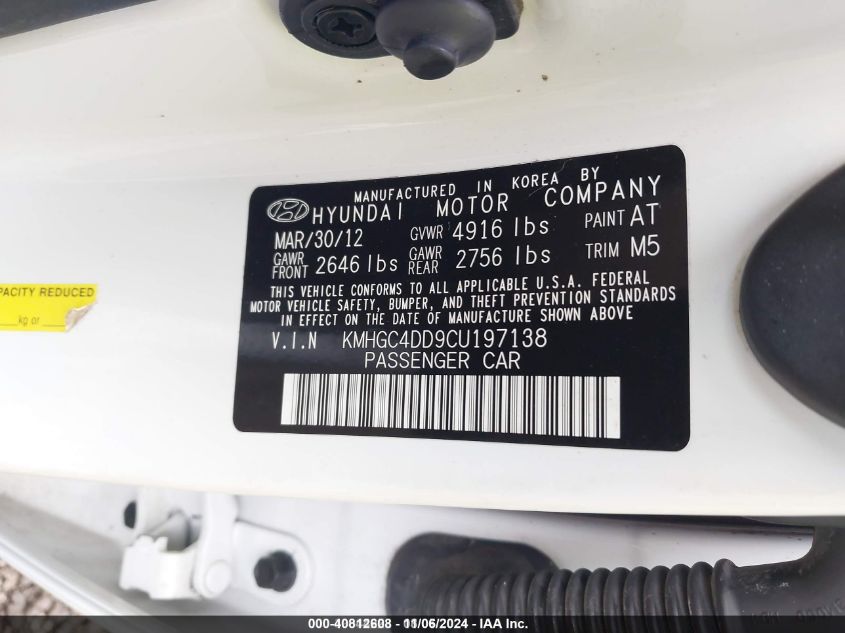 MANUFACTURED IN KOREA BY
HYUNDAI MOTOR COMPANY
MAR/30/12 GVWR 4916 lbs PAINT AT
GAWR FRONT 2646 lbs GAWR REAR 2756 lbs TRIM M5
THIS VEHICLE CONFORMS TO ALL APPLICABLE U.S.A. FEDERAL
MOTOR VEHICLE SAFETY, BUMPER, AND THEFT PREVENTION STANDARDS
IN EFFECT ON THE DATE OF MANUFACTURE SHOWN ABOVE
V.I.N KMHGC4DD9CU197138
PASSENGER CAR
PACITY REDUCED
kg or
000-40812608 - 11/06/2024 - IAA Inc.